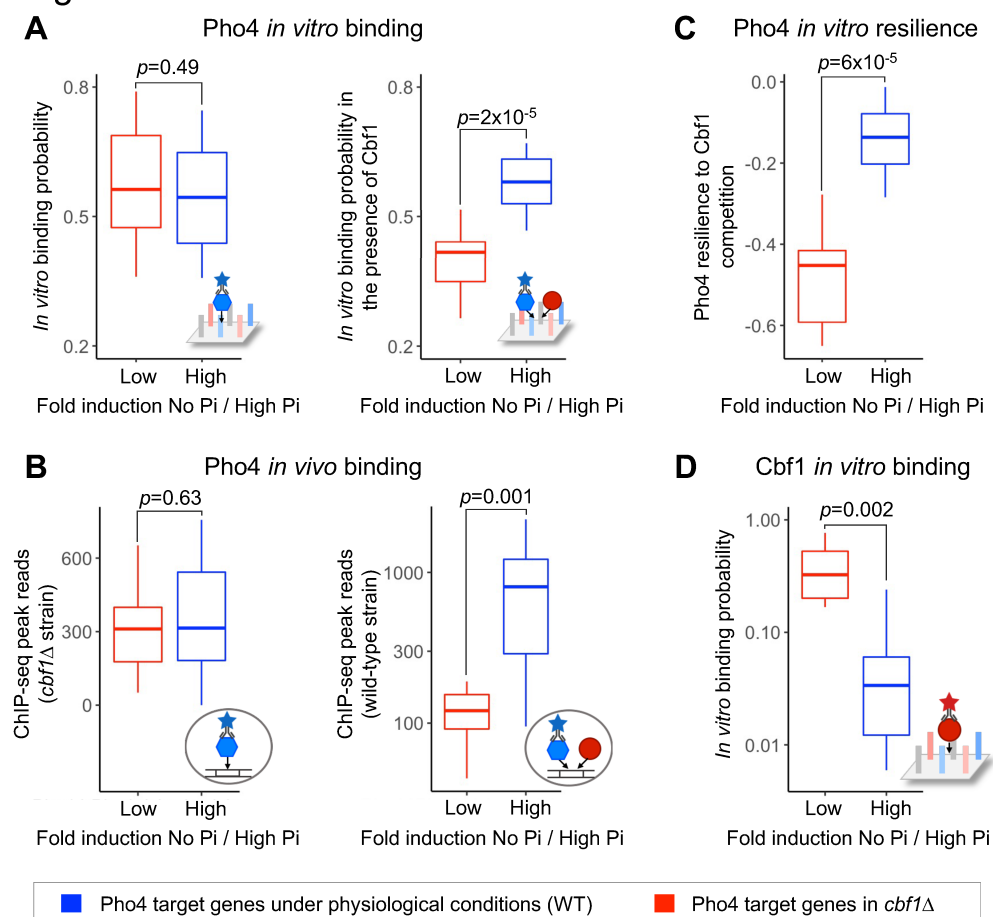 A
Pho4 in vitro binding
p=0.49
0.8
0.5
0.2
In vitro binding probability
Low High
Fold induction No Pi / High Pi
p=2x10-5
0.8
0.5
0.2
In vitro binding probability in
the presence of Cbf1
Low High
Fold induction No Pi / High Pi
C
Pho4 in vitro resilience
p=6x10-5
0.0
-0.2
-0.4
-0.6
Pho4 resilience to Cbf1
competition
Low High
Fold induction No Pi / High Pi
B
Pho4 in vivo binding
p=0.63
600
300
0
ChIP-seq peak reads
(cbf1Δ strain)
Low High
Fold induction No Pi / High Pi
p=0.001
1000
300
100
ChIP-seq peak reads
(wild-type strain)
Low High
Fold induction No Pi / High Pi
D
Cbf1 in vitro binding
p=0.002
1.00
0.10
0.01
In vitro binding probability
Low High
Fold induction No Pi / High Pi
Pho4 target genes under physiological conditions (WT)
Pho4 target genes in cbf1Δ